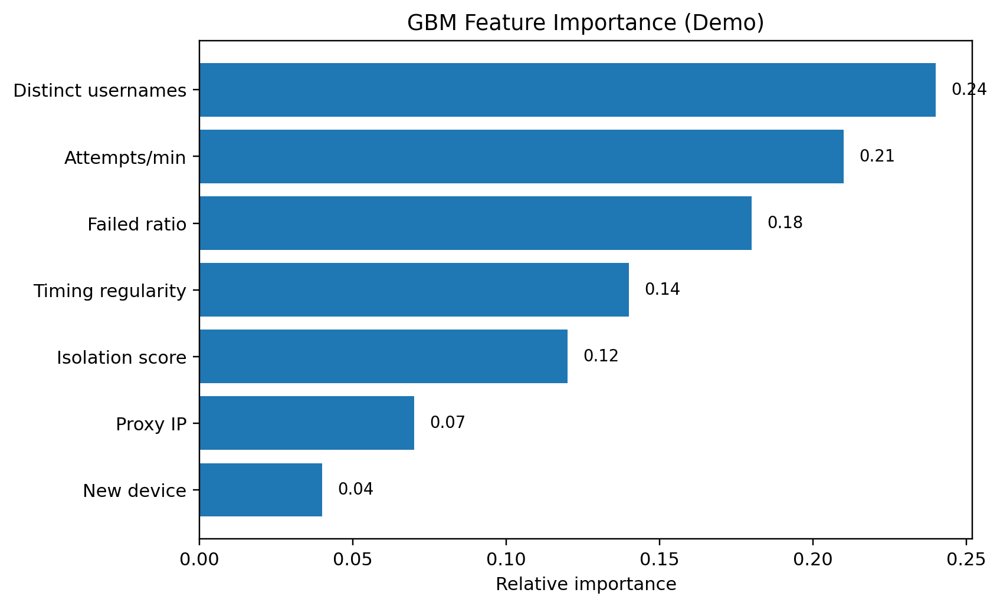 GBM Feature Importance (Demo)
Distinct usernames
0.24
Attempts/min
0.21
Failed ratio
0.18
Timing regularity
0.14
Isolation score
0.12
Proxy IP
0.07
New device
0.04
0.00 0.05 0.10 0.15 0.20 0.25
Relative importance